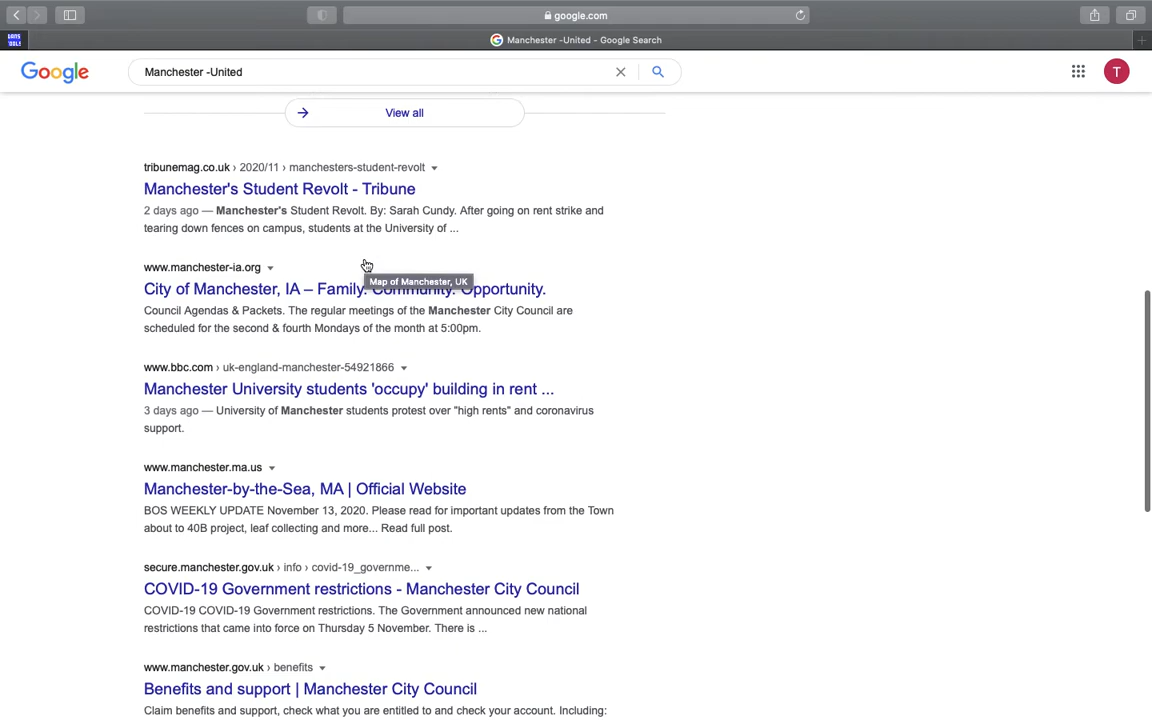 google.com
Manchester -United - Google Search
Google
Manchester -United
T
View all
tribunemag.co.uk › 2020/11 › manchesters-student-revolt
Manchester's Student Revolt - Tribune
2 days ago — Manchester's Student Revolt. By: Sarah Cundy. After going on rent strike and
tearing down fences on campus, students at the University of ...
www.manchester-ia.org
Map of Manchester, UK
City of Manchester, IA – Family. Community. Opportunity.
Council Agendas & Packets. The regular meetings of the Manchester City Council are
scheduled for the second & fourth Mondays of the month at 5:00pm.
www.bbc.com › uk-england-manchester-54921866
Manchester University students 'occupy' building in rent ...
3 days ago — University of Manchester students protest over "high rents" and coronavirus
support.
www.manchester.ma.us
Manchester-by-the-Sea, MA | Official Website
BOS WEEKLY UPDATE November 13, 2020. Please read for important updates from the Town
about to 40B project, leaf collecting and more... Read full post.
secure.manchester.gov.uk › info › covid-19_governme...
COVID-19 Government restrictions - Manchester City Council
COVID-19 COVID-19 Government restrictions. The Government announced new national
restrictions that came into force on Thursday 5 November. There is ...
www.manchester.gov.uk › benefits
Benefits and support | Manchester City Council
Claim benefits and support, check what you are entitled to and check your account. Including: